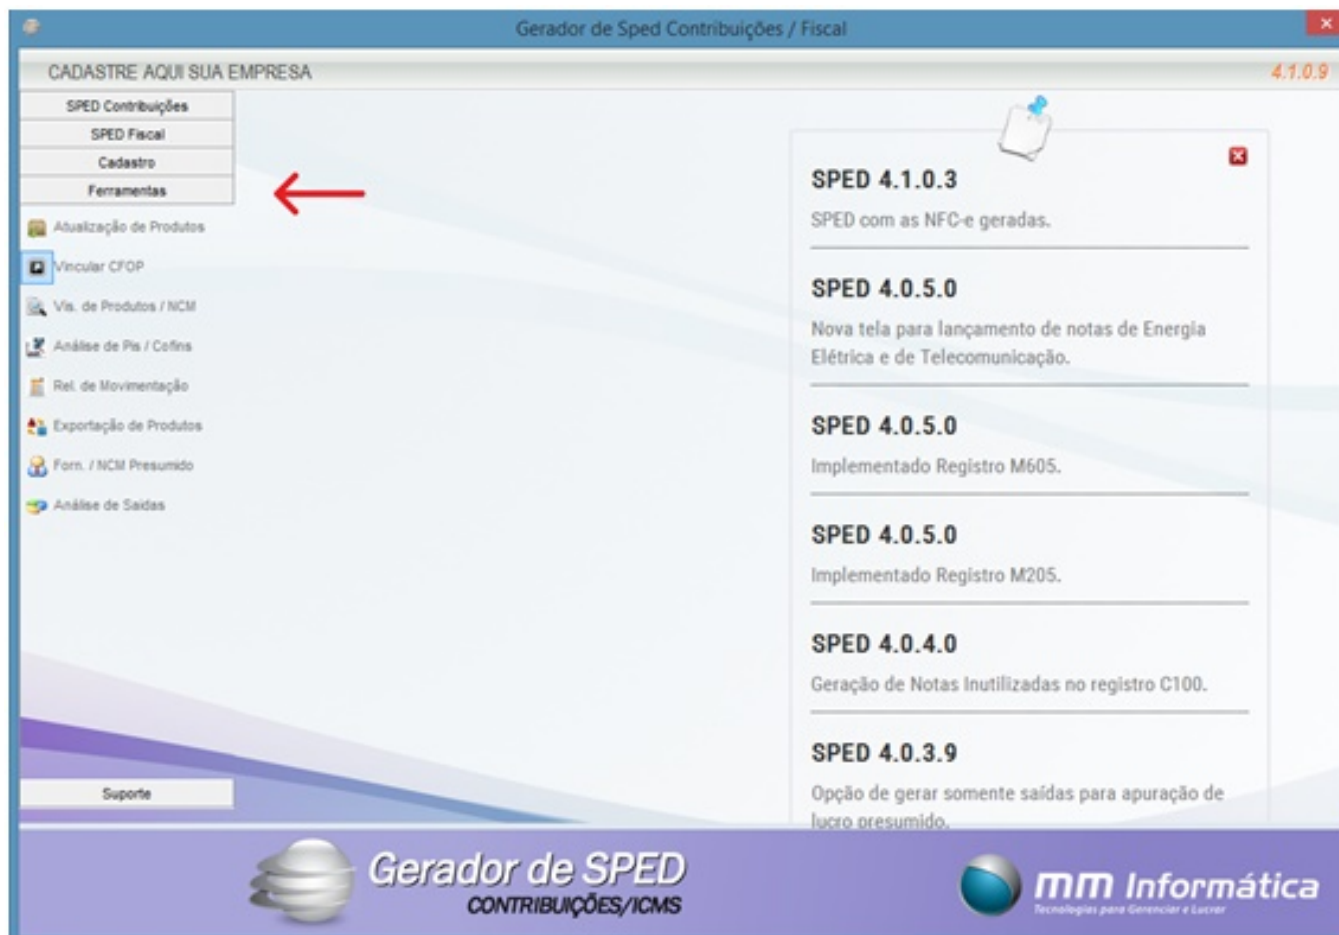 Gerador de Sped Contribuições / Fiscal
CADASTRE AQUI SUA EMPRESA
4.1.0.9
SPED Contribuições
SPED Fiscal
Cadastro
Ferramentas
Atualização de Produtos
Vincular CFOP
Vis. de Produtos / NCM
Análise de Pis / Cofins
Rel. de Movimentação
Exportação de Produtos
Forn. / NCM Presumido
Análise de Saídas
Suporte
SPED 4.1.0.3
SPED com as NFC-e geradas.
SPED 4.0.5.0
Nova tela para lançamento de notas de Energia
Elétrica e de Telecomunicação.
SPED 4.0.5.0
Implementado Registro M605.
SPED 4.0.5.0
Implementado Registro M205.
SPED 4.0.4.0
Geração de Notas Inutilizadas no registro C100.
SPED 4.0.3.9
Opção de gerar somente saídas para apuração de
lucro presumido.
Gerador de SPED
CONTRIBUIÇÕES/ICMS
mm Informática
Tecnologias para Gerenciar e Lucrar